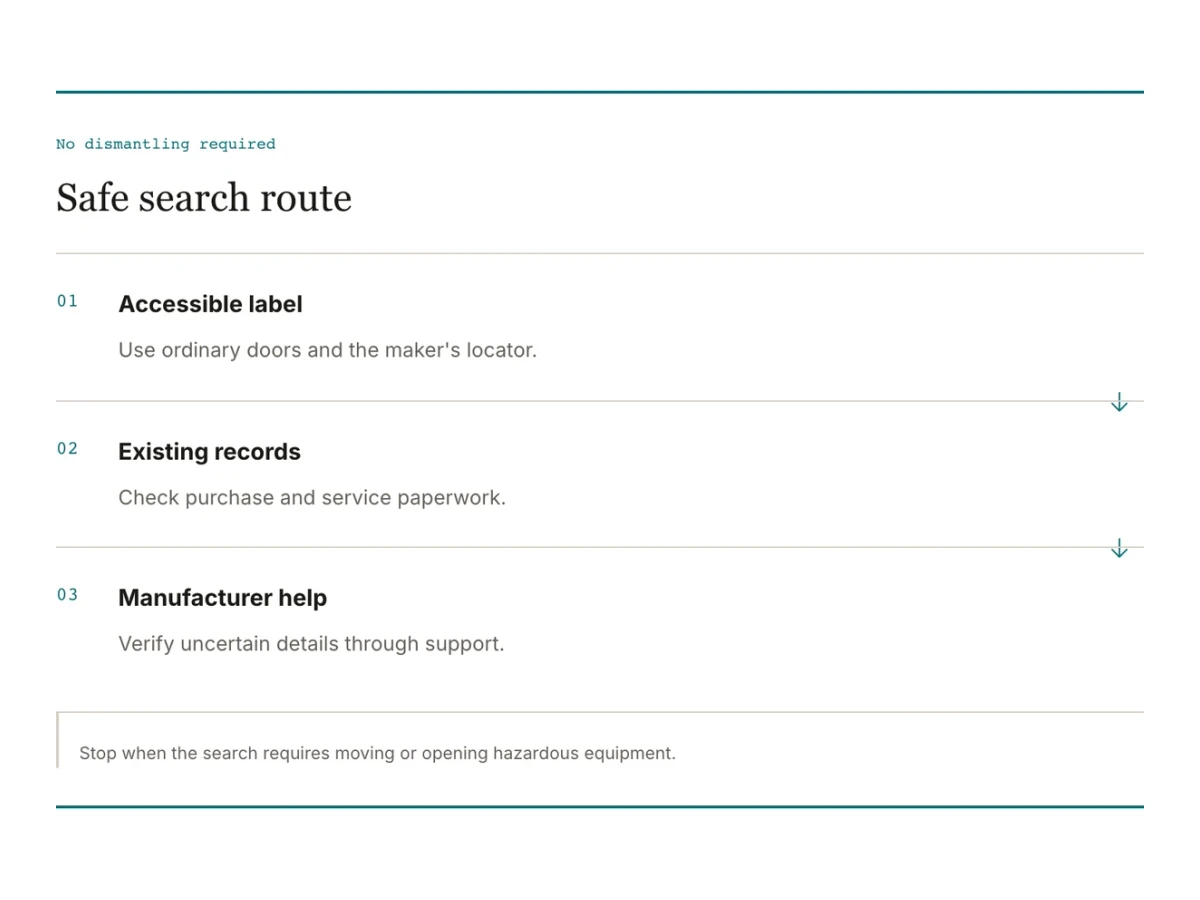 No dismantling required
Safe search route
01
Accessible label
Use ordinary doors and the maker's locator.
02
Existing records
Check purchase and service paperwork.
03
Manufacturer help
Verify uncertain details through support.
Stop when the search requires moving or opening hazardous equipment.